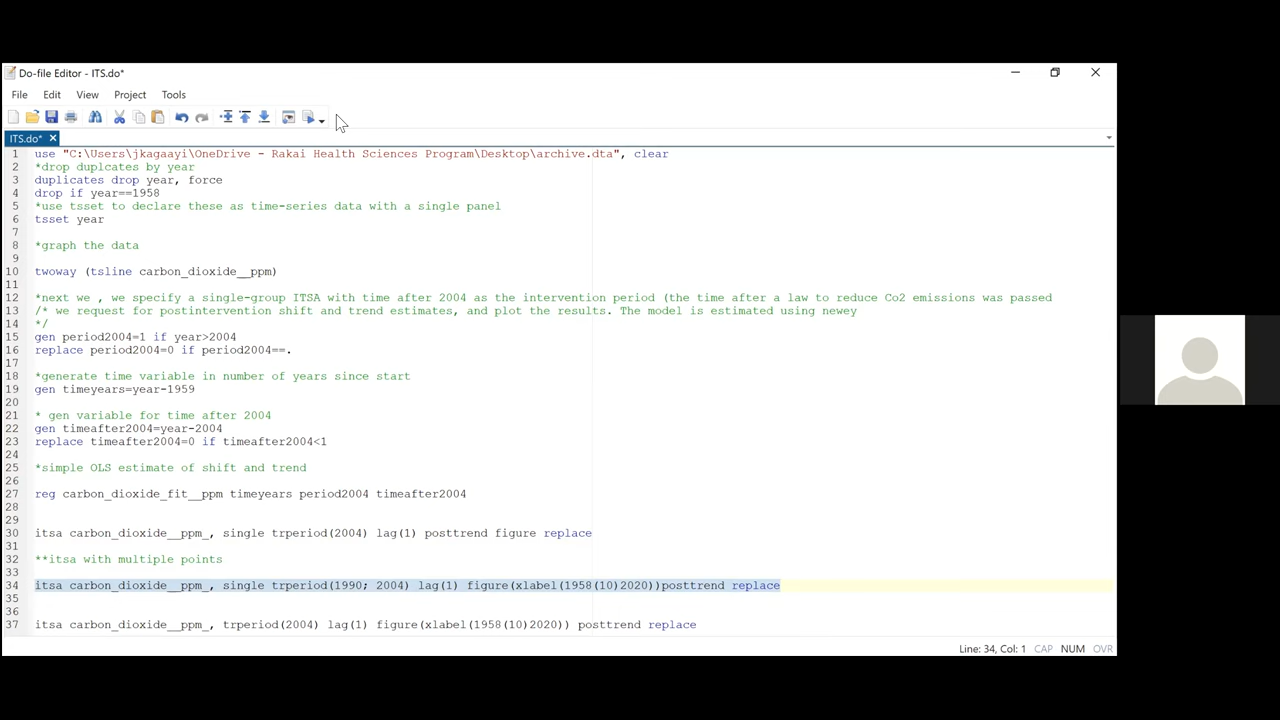 Do-file Editor - ITS.do*
File Edit View Project Tools
ITS.do*
1 use "C:\Users\jkagaayi\OneDrive - Rakai Health Sciences Program\Desktop\archive.dta", clear
2 *drop duplcates by year
3 duplicates drop year, force
4 drop if year==1958
5 *use tsset to declare these as time-series data with a single panel
6 tsset year
7
8 *graph the data
9
10 twoway (tsline carbon_dioxide__ppm)
11
12 *next we , we specify a single-group ITSA with time after 2004 as the intervention period (the time after a law to reduce Co2 emissions was passed
13 /* we request for postintervention shift and trend estimates, and plot the results. The model is estimated using newey
14 */
15 gen period2004=1 if year>2004
16 replace period2004=0 if period2004==.
17
18 *generate time variable in number of years since start
19 gen timeyears=year-1959
20
21 * gen variable for time after 2004
22 gen timeafter2004=year-2004
23 replace timeafter2004=0 if timeafter2004<1
24
25 *simple OLS estimate of shift and trend
26
27 reg carbon_dioxide_fit__ppm timeyears period2004 timeafter2004
28
29
30 itsa carbon_dioxide__ppm_, single trperiod(2004) lag(1) posttrend figure replace
31
32 **itsa with multiple points
33
34 itsa carbon_dioxide__ppm_, single trperiod(1990; 2004) lag(1) figure(xlabel(1958(10)2020))posttrend replace
35
36
37 itsa carbon_dioxide__ppm_, trperiod(2004) lag(1) figure(xlabel(1958(10)2020)) posttrend replace
Line: 34, Col: 1 CAP NUM OVR